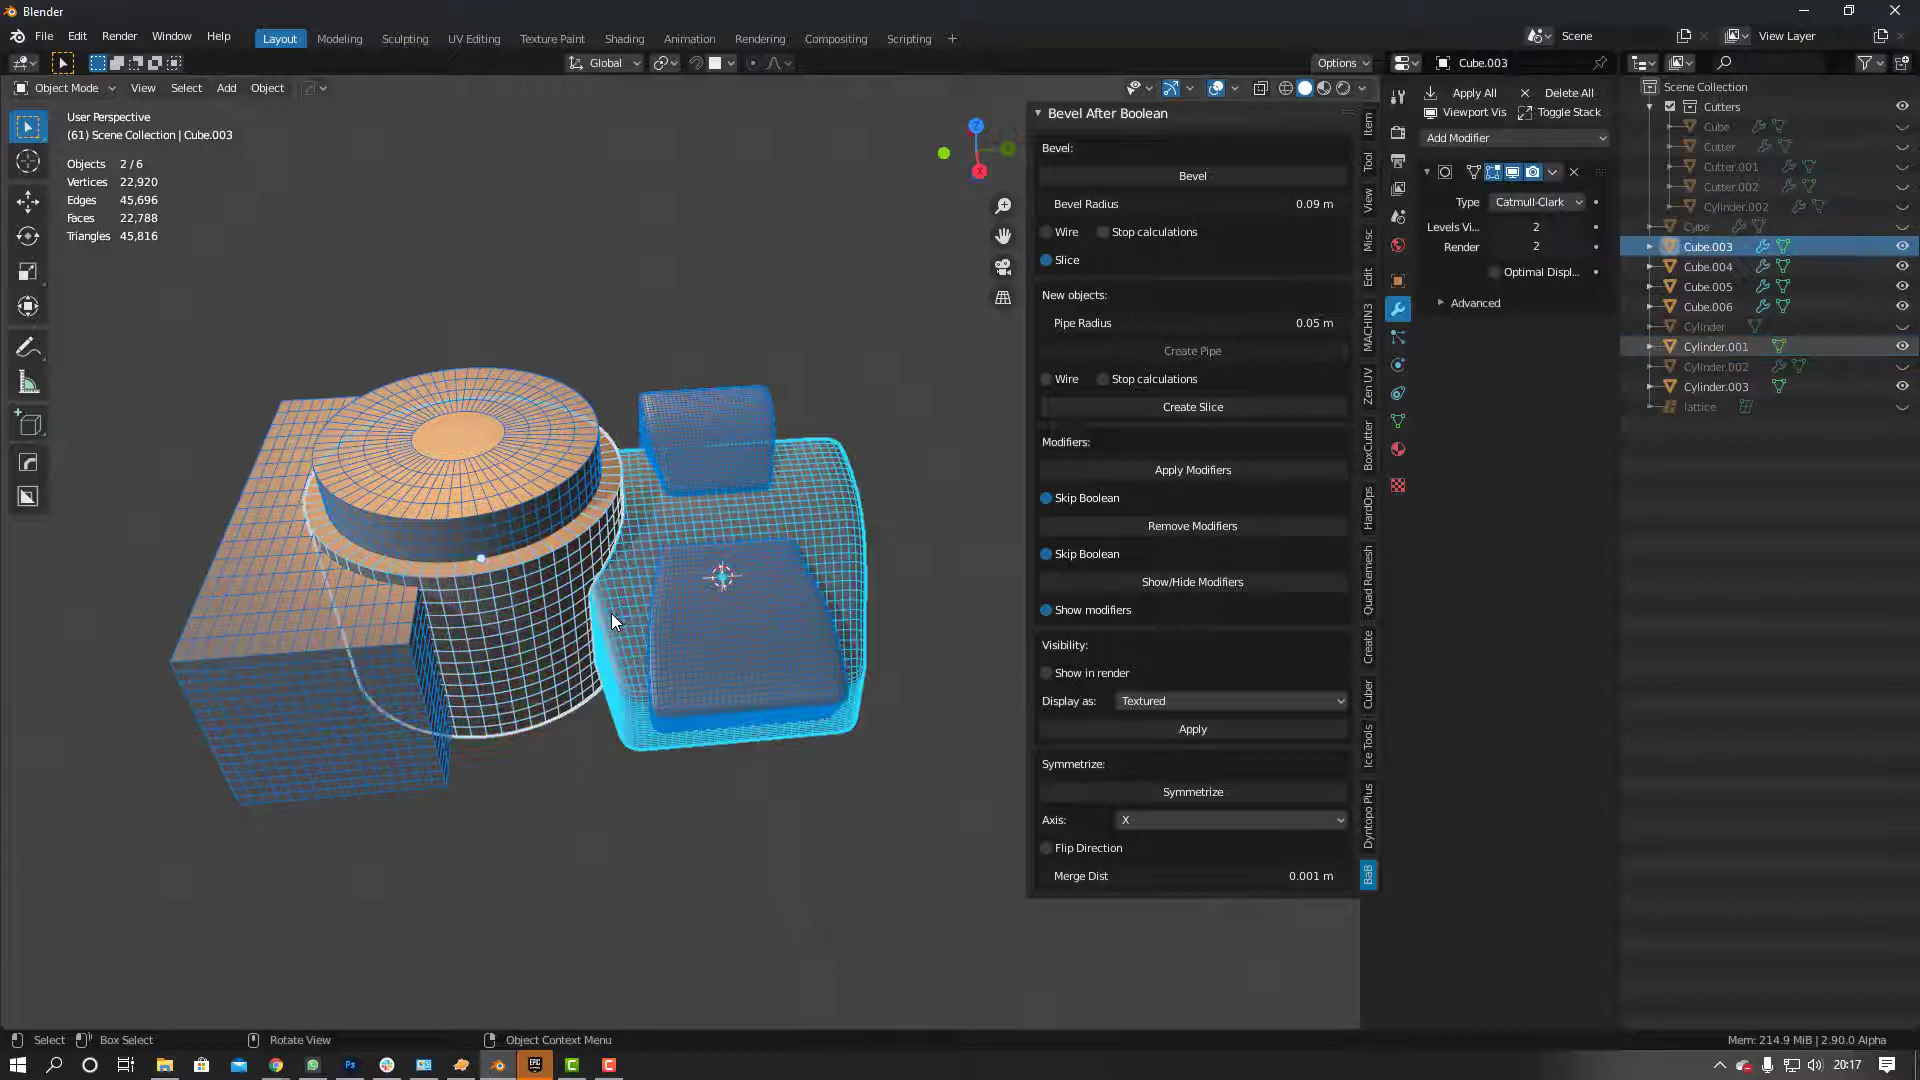 Blender
File Edit Render Window Help
Layout Modeling Sculpting UV Editing Texture Paint Shading Animation Rendering Compositing Scripting +
Scene
View Layer
Global
Options
Cube.003
Object Mode View Select Add Object
User Perspective
(61) Scene Collection | Cube.003
Objects 2 / 6
Vertices 22,920
Edges 45,696
Faces 22,788
Triangles 45,816
Bevel After Boolean
Bevel:
Bevel
Bevel Radius 0.09 m
Wire Stop calculations
Slice
New objects:
Pipe Radius 0.05 m
Create Pipe
Wire Stop calculations
Create Slice
Modifiers:
Apply Modifiers
Skip Boolean
Remove Modifiers
Skip Boolean
Show/Hide Modifiers
Show modifiers
Visibility:
Show in render
Display as: Textured
Apply
Symmetrize:
Symmetrize
Axis: X
Flip Direction
Merge Dist 0.001 m
Item
Tool
View
Misc
Edit
MACHIN3
Zen UV
BoxCutter
HardOps
Quad Remesh
Create
Cuber
Ice Tools
Dyntopo Plus
BaB
Apply All Delete All
Viewport Vis Toggle Stack
Add Modifier
Type Catmull-Clark
Levels Vi... 2
Render 2
Optimal Displ...
Advanced
Scene Collection
Cutters
Cube
Cutter
Cutter.001
Cutter.002
Cylinder.002
Cybe
Cube.003
Cube.004
Cube.005
Cube.006
Cylinder
Cylinder.001
Cylinder.002
Cylinder.003
lattice
Select Box Select Rotate View Object Context Menu
Mem: 214.9 MiB | 2.90.0 Alpha
20:17